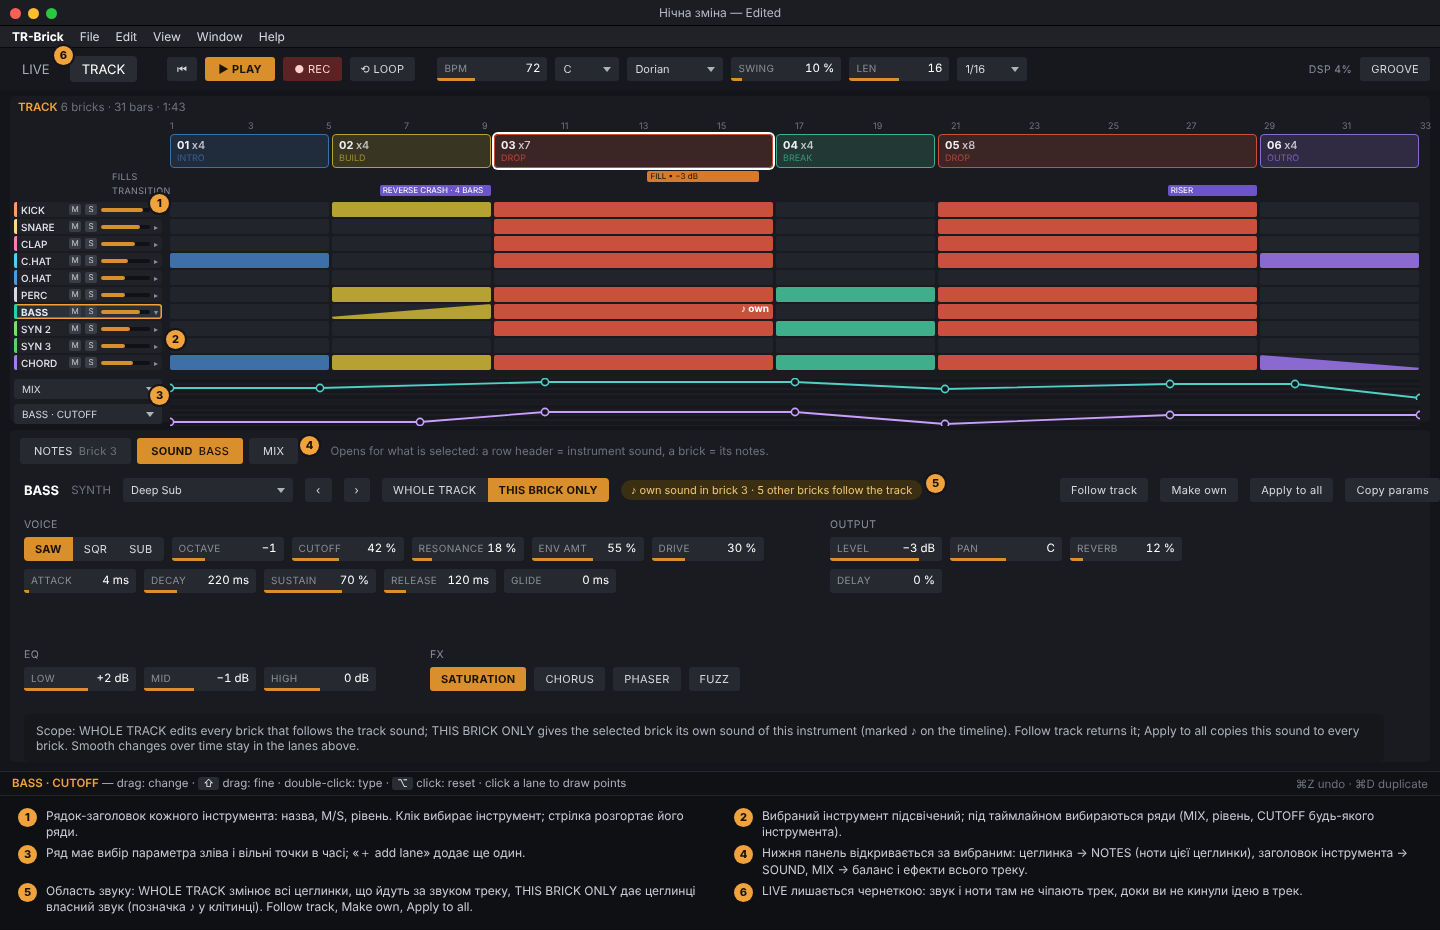 Нічна зміна — Edited
TR-Brick File Edit View Window Help
LIVE 6 TRACK ⏮ ▶ PLAY ● REC ⟲ LOOP BPM 72 C Dorian SWING 10 % LEN 16 1/16 DSP 4% GROOVE
TRACK 6 bricks · 31 bars · 1:43
1 3 5 7 9 11 13 15 17 19 21 23 25 27 29 31 33
01 x4 02 x4 03 x7 04 x4 05 x8 06 x4
INTRO BUILD DROP BREAK DROP OUTRO
FILLS FILL • −3 dB
TRANSITION REVERSE CRASH · 4 BARS RISER
1
KICK M S ▸
SNARE M S ▸
CLAP M S ▸
C.HAT M S ▸
O.HAT M S ▸
PERC M S ▸
BASS M S ▾ ♪ own
SYN 2 M S ▸
2
SYN 3 M S ▸
CHORD M S ▸
MIX 3
BASS · CUTOFF
NOTES Brick 3 SOUND BASS MIX 4 Opens for what is selected: a row header = instrument sound, a brick = its notes.
BASS SYNTH Deep Sub ‹ › WHOLE TRACK THIS BRICK ONLY ♪ own sound in brick 3 · 5 other bricks follow the track 5 Follow track Make own Apply to all Copy params
VOICE OUTPUT
SAW SQR SUB OCTAVE −1 CUTOFF 42 % RESONANCE 18 % ENV AMT 55 % DRIVE 30 % LEVEL −3 dB PAN C REVERB 12 %
ATTACK 4 ms DECAY 220 ms SUSTAIN 70 % RELEASE 120 ms GLIDE 0 ms DELAY 0 %
EQ FX
LOW +2 dB MID −1 dB HIGH 0 dB SATURATION CHORUS PHASER FUZZ
Scope: WHOLE TRACK edits every brick that follows the track sound; THIS BRICK ONLY gives the selected brick its own sound of this instrument (marked ♪ on the timeline). Follow track returns it; Apply to all copies this sound to every
brick. Smooth changes over time stay in the lanes above.
BASS · CUTOFF — drag: change · ⇧ drag: fine · double-click: type · ⌥ click: reset · click a lane to draw points ⌘Z undo · ⌘D duplicate
1 Рядок-заголовок кожного інструмента: назва, M/S, рівень. Клік вибирає інструмент; стрілка розгортає його
ряди.
2 Вибраний інструмент підсвічений; під таймлайном вибираються ряди (MIX, рівень, CUTOFF будь-якого
інструмента).
3 Ряд має вибір параметра зліва і вільні точки в часі; «+ add lane» додає ще один.
4 Нижня панель відкривається за вибраним: цеглинка → NOTES (ноти цієї цеглинки), заголовок інструмента →
SOUND, MIX → баланс і ефекти всього треку.
5 Область звуку: WHOLE TRACK змінює всі цеглинки, що йдуть за звуком треку, THIS BRICK ONLY дає цеглинці
власний звук (позначка ♪ у клітинці). Follow track, Make own, Apply to all.
6 LIVE лишається чернеткою: звук і ноти там не чіпають трек, доки ви не кинули ідею в трек.